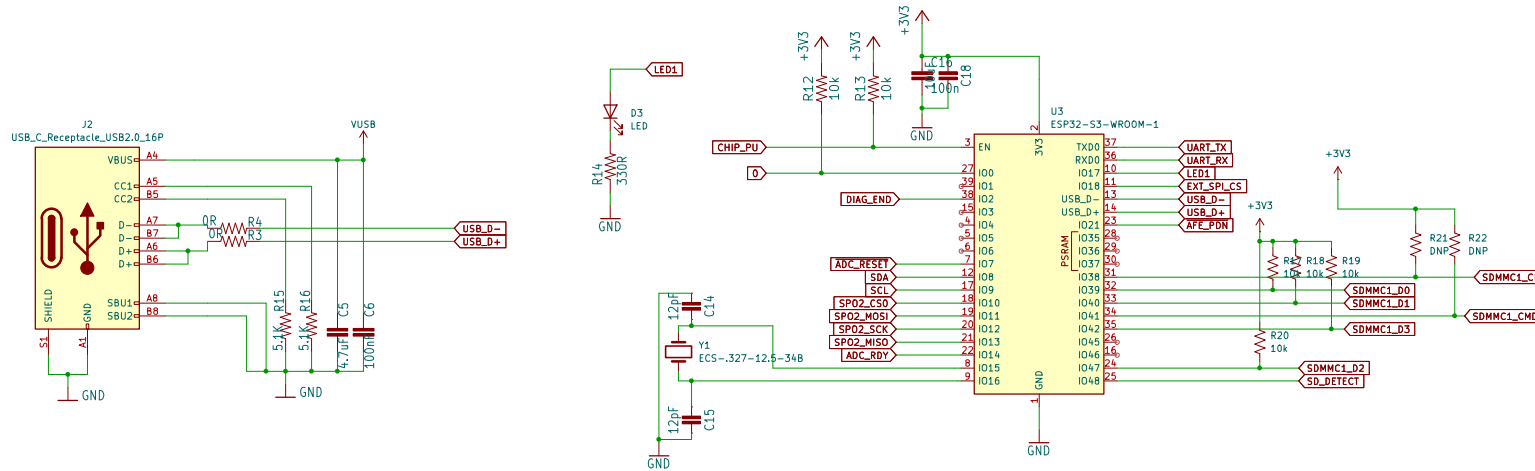 J2
USB_C_Receptacle_USB2.0_16P
VBUS
A4
CC1
A5
CC2
B5
D-
A7
D-
B7
D+
A6
D+
B6
SBU1
A8
SBU2
B8
SHIELD
GND
S1
A1
GND
VUSB
0R
R4
0R
R3
USB_D-
USB_D+
R15
5.1K
R16
5.1K
C5
4.7uF
C6
100nF
GND
LED1
D3
LED
R14
330R
GND
+3V3
R12
10k
+3V3
R13
10k
+3V3
C16
10uF
C18
100n
GND
CHIP_PU
0
DIAG_END
ADC_RESET
SDA
SCL
SPO2_CS0
SPO2_MOSI
SPO2_SCK
SPO2_MISO
ADC_RDY
C14
12pF
Y1
ECS-.327-12.5-34B
C15
12pF
GND
U3
ESP32-S3-WROOM-1
2
3V3
3
EN
27
IO0
39
IO1
38
IO2
15
IO3
4
IO4
5
IO5
6
IO6
7
IO7
12
IO8
17
IO9
18
IO10
19
IO11
20
IO12
21
IO13
22
IO14
8
IO15
9
IO16
TXD0
37
RXD0
36
IO17
10
IO18
11
USB_D-
13
USB_D+
14
IO21
23
IO35
28
IO36
29
IO37
30
IO38
31
IO39
32
IO40
33
IO41
34
IO42
35
IO45
26
IO46
16
IO47
24
IO48
25
PSRAM
GND
1
GND
UART_TX
UART_RX
LED1
EXT_SPI_CS
USB_D-
USB_D+
AFE_PDN
+3V3
R17
10k
R18
10k
R19
10k
R20
10k
+3V3
R21
DNP
R22
DNP
SDMMC1_D0
SDMMC1_D1
SDMMC1_CMD
SDMMC1_D3
SDMMC1_D2
SD_DETECT